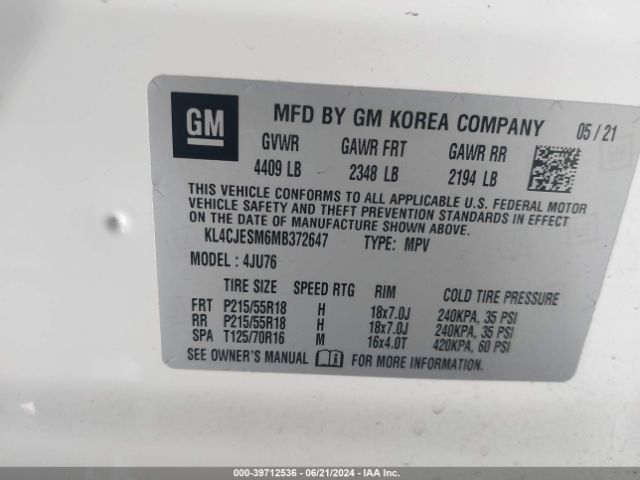 GM
MFD BY GM KOREA COMPANY 05 / 21
GVWR GAWR FRT GAWR RR
4409 LB 2348 LB 2194 LB
THIS VEHICLE CONFORMS TO ALL APPLICABLE U.S. FEDERAL MOTOR
VEHICLE SAFETY AND THEFT PREVENTION STANDARDS IN EFFECT
ON THE DATE OF MANUFACTURE SHOWN ABOVE.
KL4CJESM6MB372647 TYPE: MPV
MODEL : 4JU76
TIRE SIZE SPEED RTG RIM COLD TIRE PRESSURE
FRT P215/55R18 H 18x7.0J 240KPA, 35 PSI
RR P215/55R18 H 18x7.0J 240KPA, 35 PSI
SPA T125/70R16 M 16x4.0T 420KPA, 60 PSI
SEE OWNER'S MANUAL FOR MORE INFORMATION.
000-39712536 - 06/21/2024 - IAA Inc.